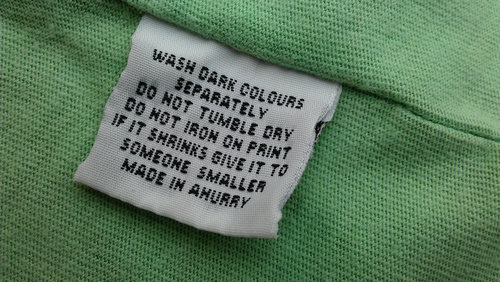 WASH DARK COLOURS
SEPARATELY
DO NOT TUMBLE DRY
DO NOT IRON ON PRINT
IF IT SHRINKS GIVE IT TO
SOMEONE SMALLER
MADE IN AHURRY